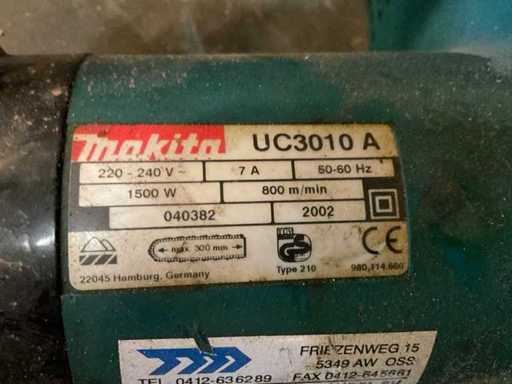 makita UC3010 A
220 - 240 V ~ 7 A 50-60 Hz
1500 W 800 m/min
040382 2002
max. 300 mm
22045 Hamburg, Germany Type 210 980.114.660
CE
FRIEZENWEG 15
5349 AW OSS
TEL 0412-636289 FAX 0412-645661